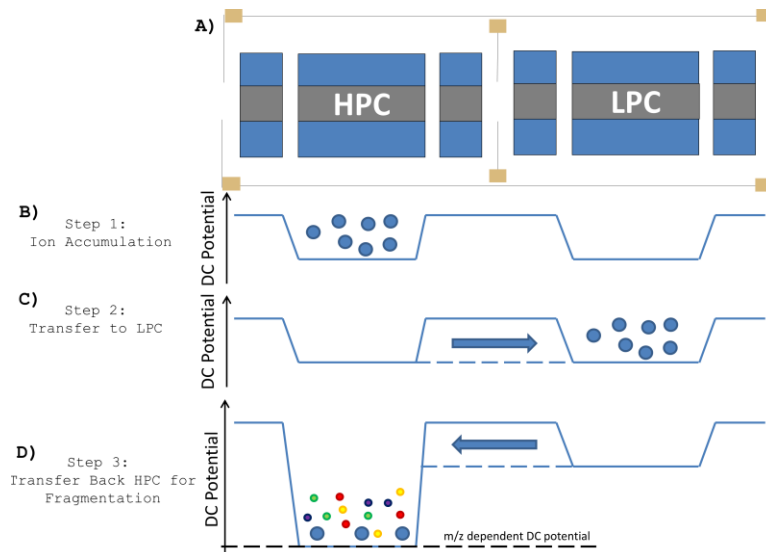 A)
HPC
LPC
B)
Step 1:
Ion Accumulation
DC Potential
C)
Step 2:
Transfer to LPC
DC Potential
D)
Step 3:
Transfer Back HPC for
Fragmentation
DC Potential
m/z dependent DC potential